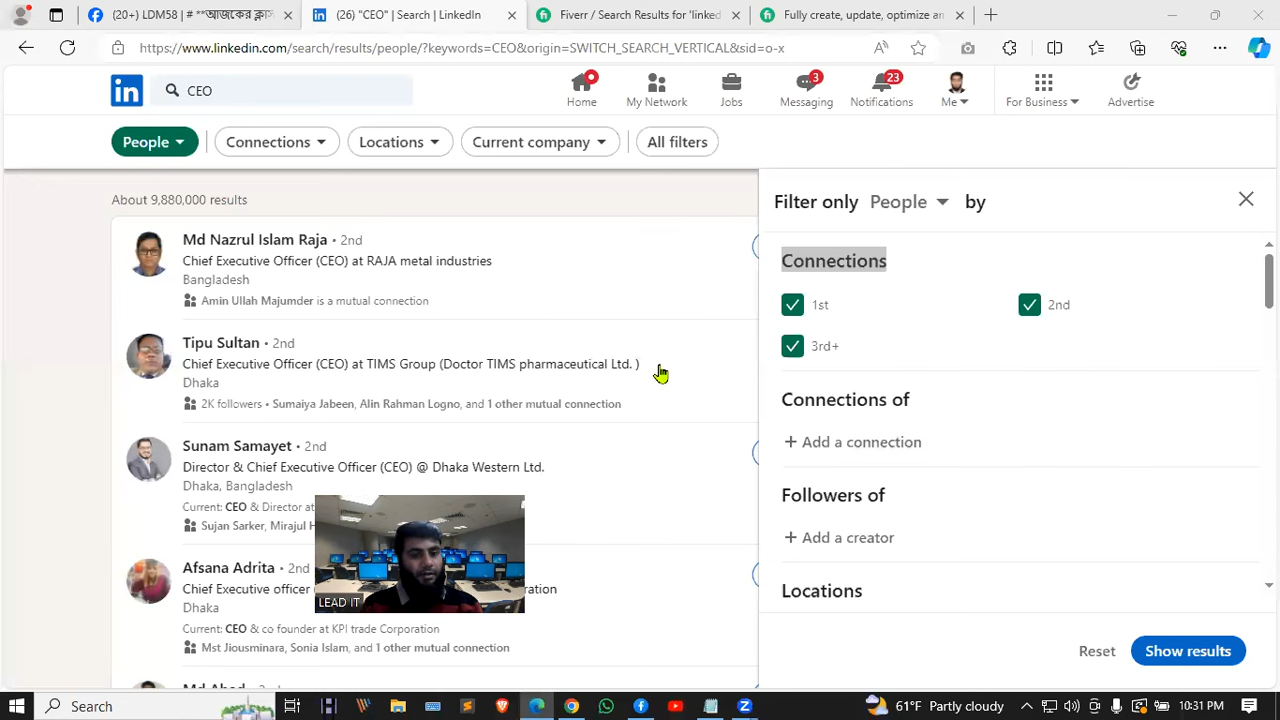 (20+) LDM58 | # **আজকের ক্লাস
(26) "CEO" | Search | LinkedIn
Fiverr / Search Results for 'linked
Fully create, update, optimize an
https://www.linkedin.com/search/results/people/?keywords=CEO&origin=SWITCH_SEARCH_VERTICAL&sid=o-x
in
CEO
Home
My Network
Jobs
3
Messaging
23
Notifications
Me
For Business
Advertise
People
Connections
Locations
Current company
All filters
About 9,880,000 results
Md Nazrul Islam Raja • 2nd
Chief Executive Officer (CEO) at RAJA metal industries
Bangladesh
Amin Ullah Majumder is a mutual connection
Tipu Sultan • 2nd
Chief Executive Officer (CEO) at TIMS Group (Doctor TIMS pharmaceutical Ltd. )
Dhaka
2K followers • Sumaiya Jabeen, Alin Rahman Logno, and 1 other mutual connection
Sunam Samayet • 2nd
Director & Chief Executive Officer (CEO) @ Dhaka Western Ltd.
Dhaka, Bangladesh
Current: CEO & Director at
Sujan Sarker, Mirajul H
Afsana Adrita • 2nd
Chief Executive officer
Dhaka
Current: CEO & co founder at KPI trade Corporation
Mst Jiousminara, Sonia Islam, and 1 other mutual connection
LEAD IT
Filter only People by
Connections
1st
2nd
3rd+
Connections of
+ Add a connection
Followers of
+ Add a creator
Locations
Reset
Show results
Search
61°F Partly cloudy
10:31 PM